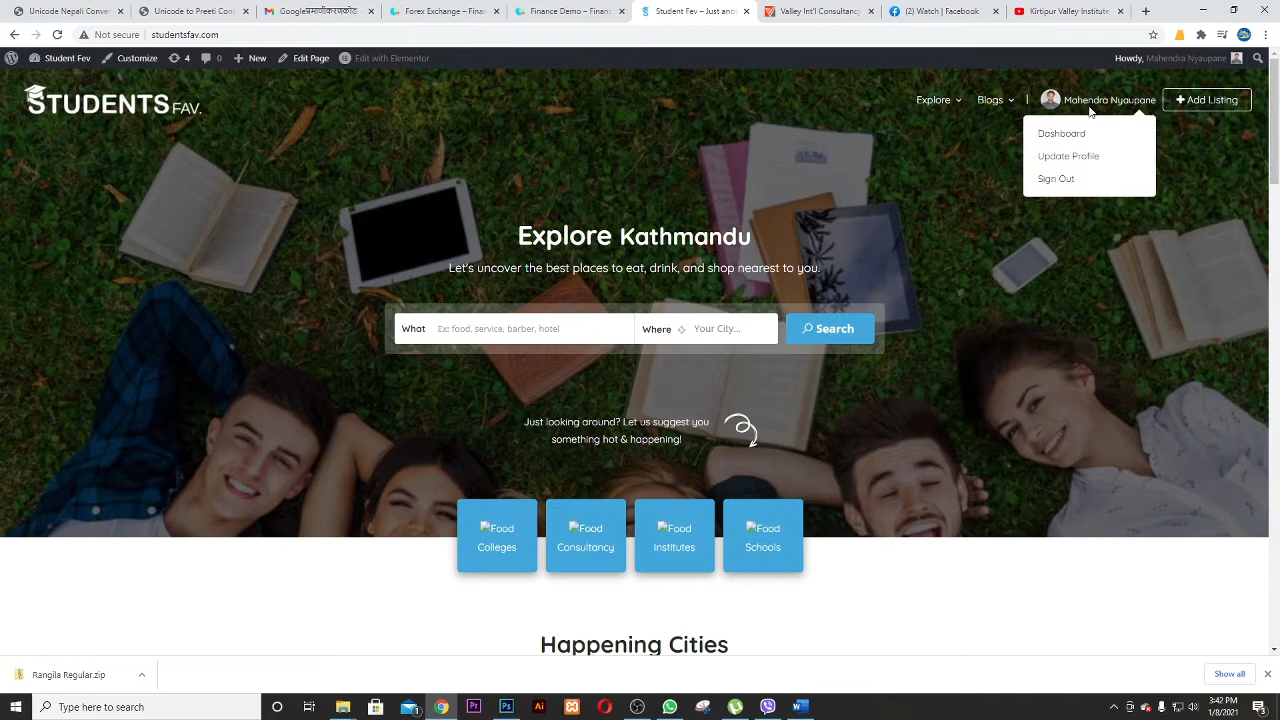 Unicode to Nepali Conv
Unicode to Preeti Conv
Forex Exchange – Finan
Finance Demo – Financ
Student Fev – Just Ano
Valley Int'l Consultancy
(2) Watch | Facebook
Kirtipur Valley Institute
Not secure | studentsfav.com
Student Fev
Customize
4
0
New
Edit Page
Edit with Elementor
Howdy, Mahendra Nyaupane
STUDENTS FAV.
Explore
Blogs
|
Mahendra Nyaupane
Add Listing
Dashboard
Update Profile
Sign Out
Explore Kathmandu
Let's uncover the best places to eat, drink, and shop nearest to you.
What Ex: food, service, barber, hotel
Where Your City...
Search
Just looking around? Let us suggest you
something hot & happening!
Food
Colleges
Food
Consultancy
Food
Institutes
Food
Schools
Happening Cities
Rangila Regular.zip
Show all
Type here to search
3:42 PM
1/8/2021